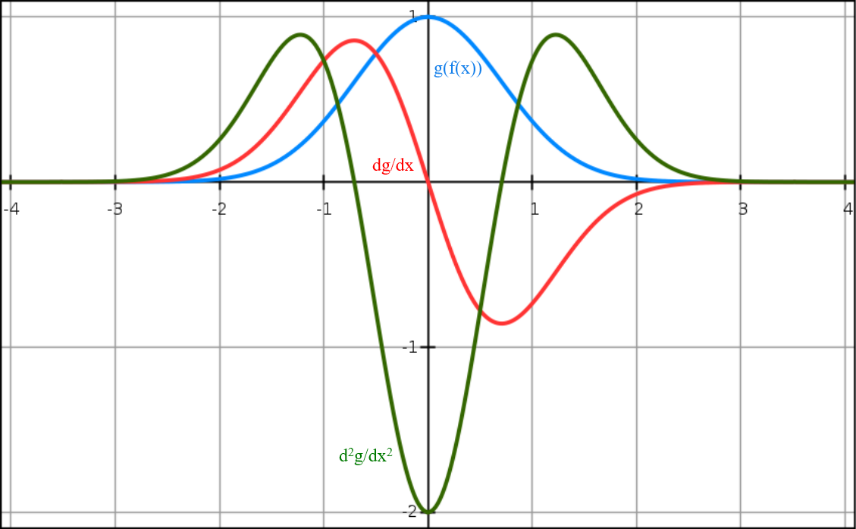 1
g(f(x))
dg/dx
-4 -3 -2 -1 1 2 3 4
-1
d²g/dx²
-2